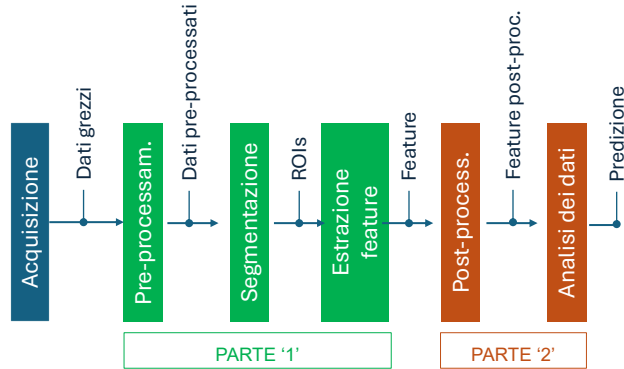 Acquisizione
Dati grezzi
Pre-processam.
Dati pre-processati
Segmentazione
ROIs
Estrazione
feature
Feature
Post-process.
Feature post-proc.
Analisi dei dati
Predizione
PARTE ‘1’
PARTE ‘2’